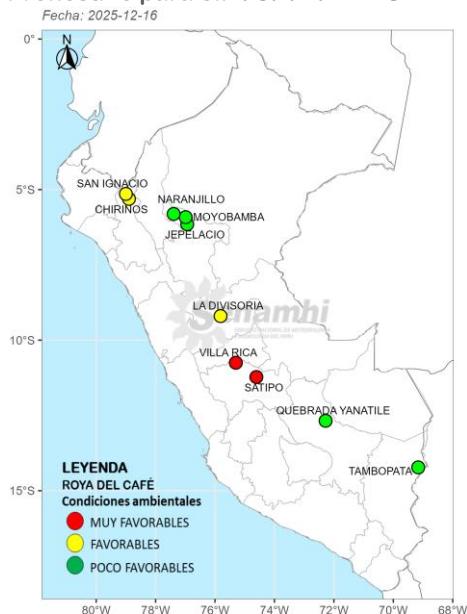 Fecha: 2025-12-16
N
0°
5°S
10°S
15°S
SAN IGNACIO
CHIRINOS
NARANJILLO
MOYOBAMBA
JEPELACIO
LA DIVISORIA
Senamhi
VILLA RICA
SATIPO
QUEBRADA YANATILE
TAMBOPATA
LEYENDA
ROYA DEL CAFÉ
Condiciones ambientales
MUY FAVORABLES
FAVORABLES
POCO FAVORABLES
80°W 78°W 76°W 74°W 72°W 70°W 68°W